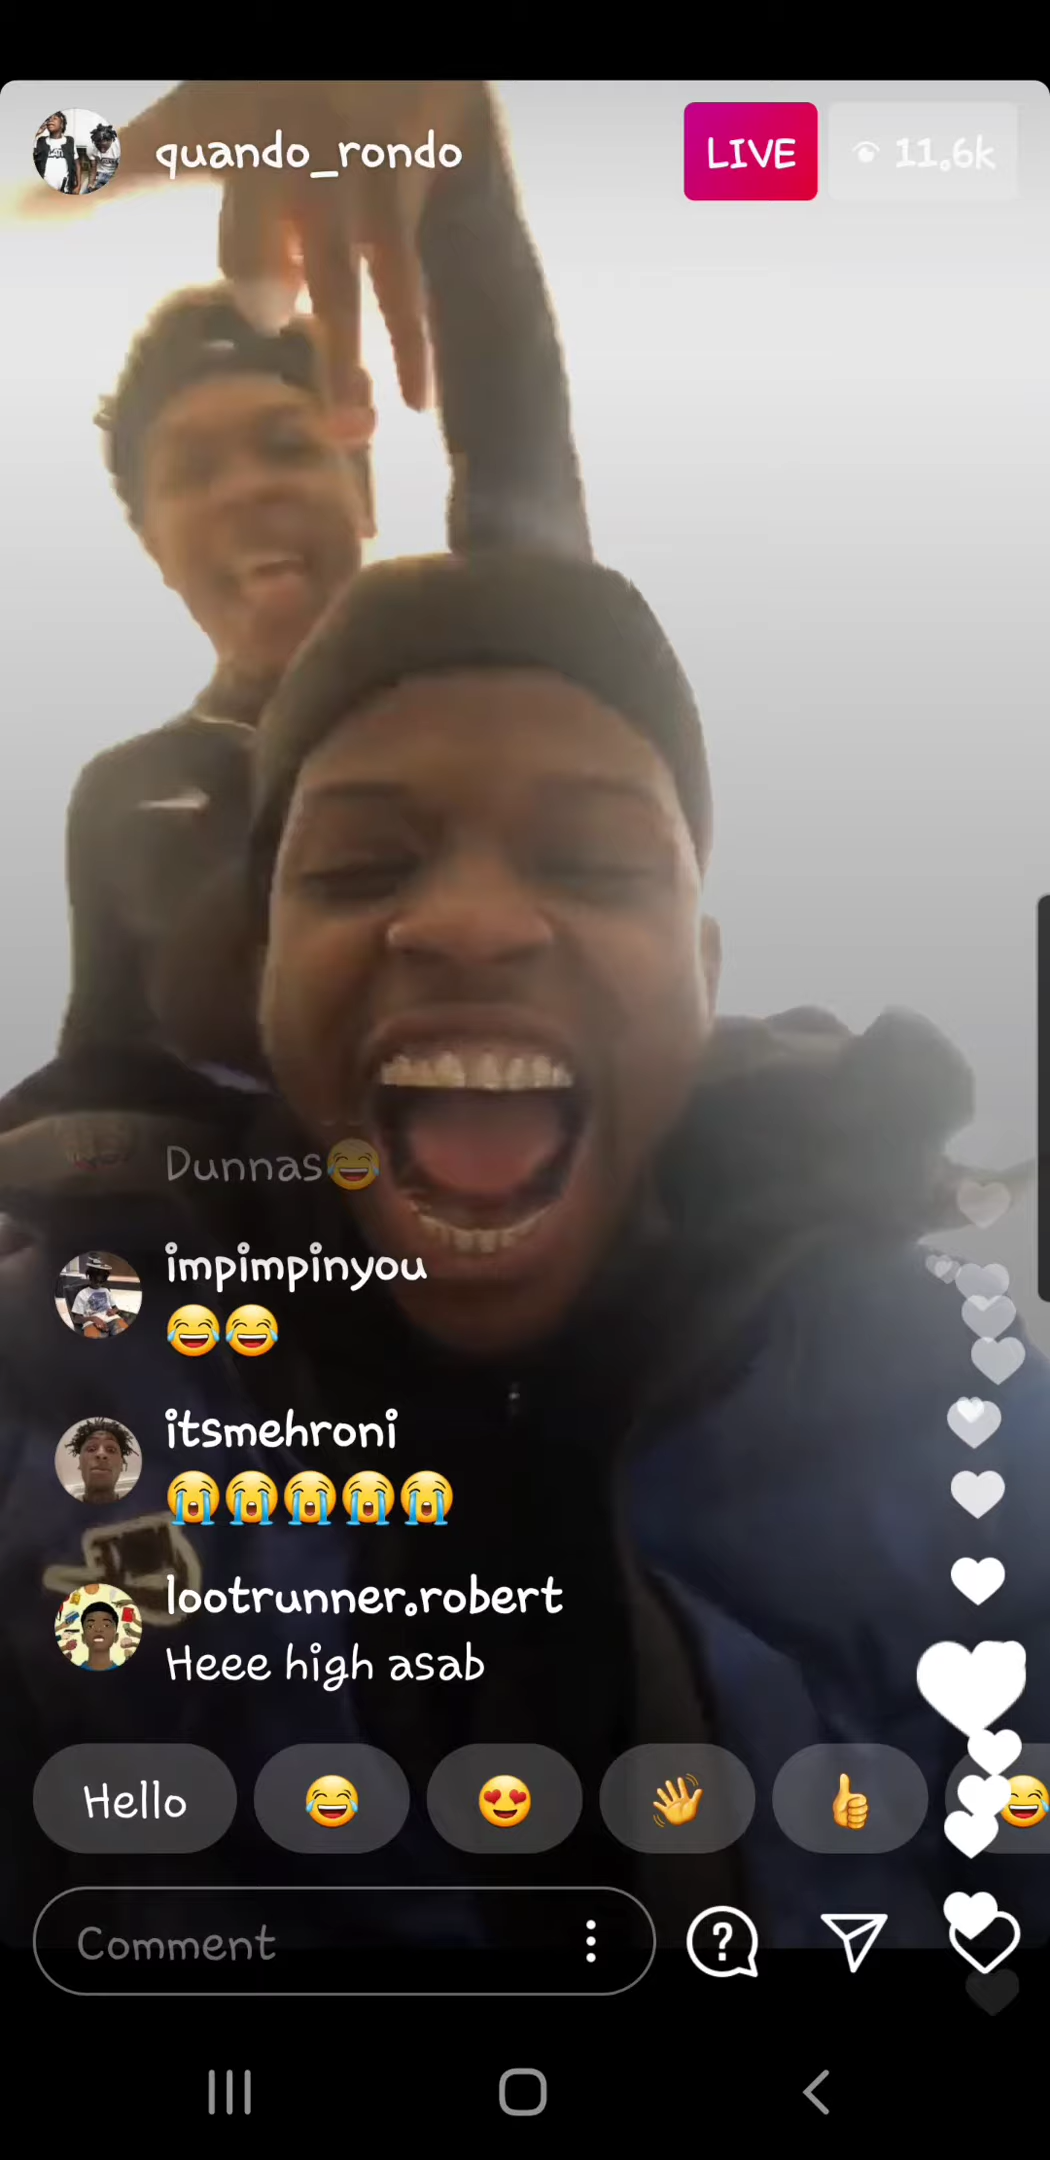 quando_rondo
LIVE
11.6k
Dunnas😂
impimpinyou
😂😂
itsmehroni
😭😭😭😭😭
lootrunner.robert
Heee high asab
Hello 😂 😍 👋 👍 😂
Comment